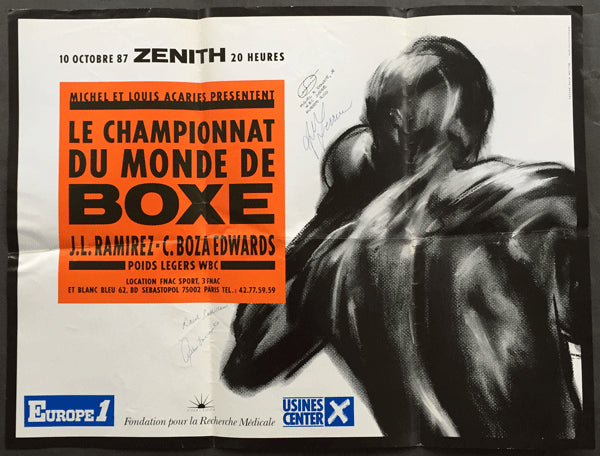 10 OCTOBRE 87 ZENITH 20 HEURES
MICHEL ET LOUIS ACARIES PRESENTENT
LE CHAMPIONNAT
DU MONDE DE
BOXE
J.L. RAMIREZ-C. BOZA EDWARDS
POIDS LEGERS WBC
LOCATION FNAC SPORT, 3 FNAC
ET BLANC BLEU 62, BD SEBASTOPOL 75002 PARIS TEL.: 42.77.59.59
EUROPE 1
Fondation pour la Recherche Médicale
USINES
CENTER X